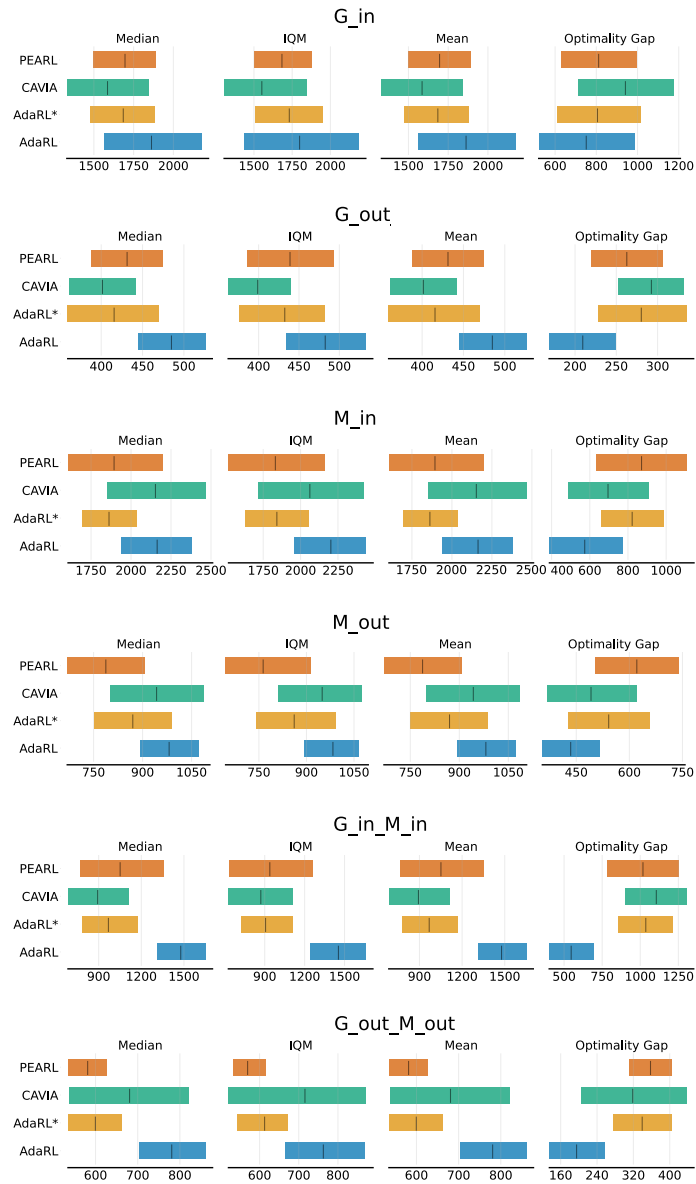 G_in
Median IQM Mean Optimality Gap
PEARL
CAVIA
AdaRL*
AdaRL
1500 1750 2000 1500 1750 2000 1500 1750 2000 600 800 1000 1200
G_out
Median IQM Mean Optimality Gap
PEARL
CAVIA
AdaRL*
AdaRL
400 450 500 400 450 500 400 450 500 200 250 300
M_in
Median IQM Mean Optimality Gap
PEARL
CAVIA
AdaRL*
AdaRL
1750 2000 2250 2500 1750 2000 2250 1750 2000 2250 2500 400 600 800 1000
M_out
Median IQM Mean Optimality Gap
PEARL
CAVIA
AdaRL*
AdaRL
750 900 1050 750 900 1050 750 900 1050 450 600 750
G_in_M_in
Median IQM Mean Optimality Gap
PEARL
CAVIA
AdaRL*
AdaRL
900 1200 1500 900 1200 1500 900 1200 1500 500 750 1000 1250
G_out_M_out
Median IQM Mean Optimality Gap
PEARL
CAVIA
AdaRL*
AdaRL
600 700 800 600 700 800 600 700 800 160 240 320 400